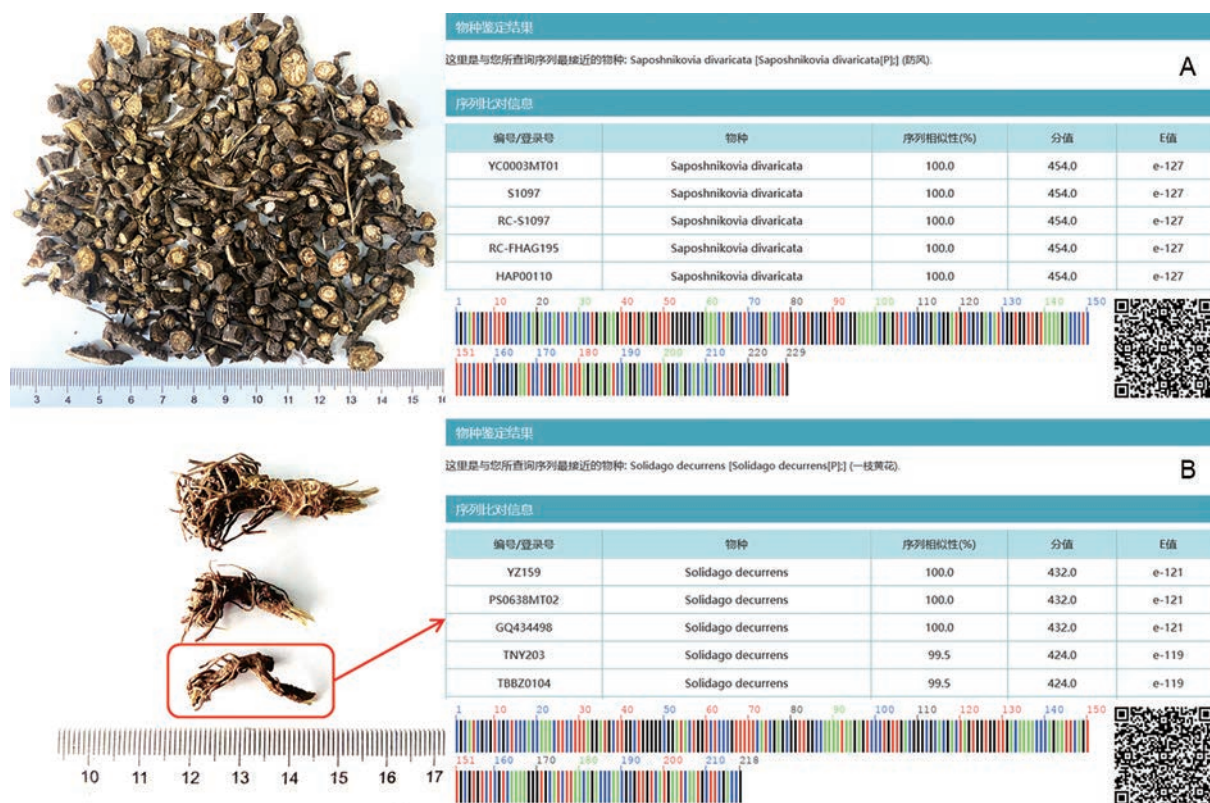 物种鉴定结果
这里是与您所查询序列最接近的物种: Saposhnikovia divaricata [Saposhnikovia divaricata[P];] (防风).
A
序列比对信息
编号/登录号 物种 序列相似性(%) 分值 E值
YC0003MT01 Saposhnikovia divaricata 100.0 454.0 e-127
S1097 Saposhnikovia divaricata 100.0 454.0 e-127
RC-S1097 Saposhnikovia divaricata 100.0 454.0 e-127
RC-FHAG195 Saposhnikovia divaricata 100.0 454.0 e-127
HAP00110 Saposhnikovia divaricata 100.0 454.0 e-127
1 10 20 30 40 50 60 70 80 90 100 110 120 130 140 150
151 160 170 180 190 200 210 220 229
3 4 5 6 7 8 9 10 11 12 13 14 15 16
物种鉴定结果
这里是与您所查询序列最接近的物种: Solidago decurrens [Solidago decurrens[P];] (一枝黄花).
B
序列比对信息
编号/登录号 物种 序列相似性(%) 分值 E值
YZ159 Solidago decurrens 100.0 432.0 e-121
PS0638MT02 Solidago decurrens 100.0 432.0 e-121
GQ434498 Solidago decurrens 100.0 432.0 e-121
TNY203 Solidago decurrens 99.5 424.0 e-119
TBBZ0104 Solidago decurrens 99.5 424.0 e-119
1 10 20 30 40 50 60 70 80 90 100 110 120 130 140 150
151 160 170 180 190 200 210 218
10 11 12 13 14 15 16 17